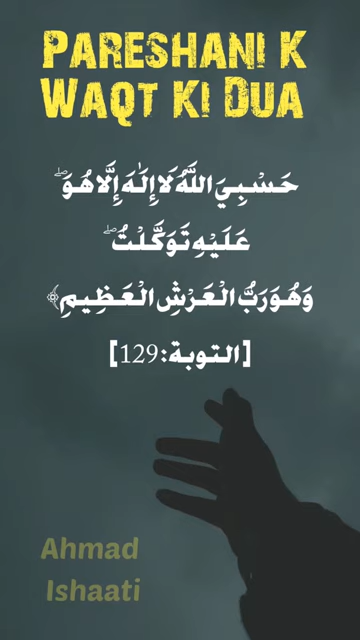 PARESHANI K
WAQT KI DUA
حَسْبِيَ اللَّهُ لَا إِلَٰهَ إِلَّا هُوَ ۖ
عَلَيْهِ تَوَكَّلْتُ ۖ
وَهُوَ رَبُّ الْعَرْشِ الْعَظِيمِ﴾
[التوبة:129]
Ahmad
Ishaati